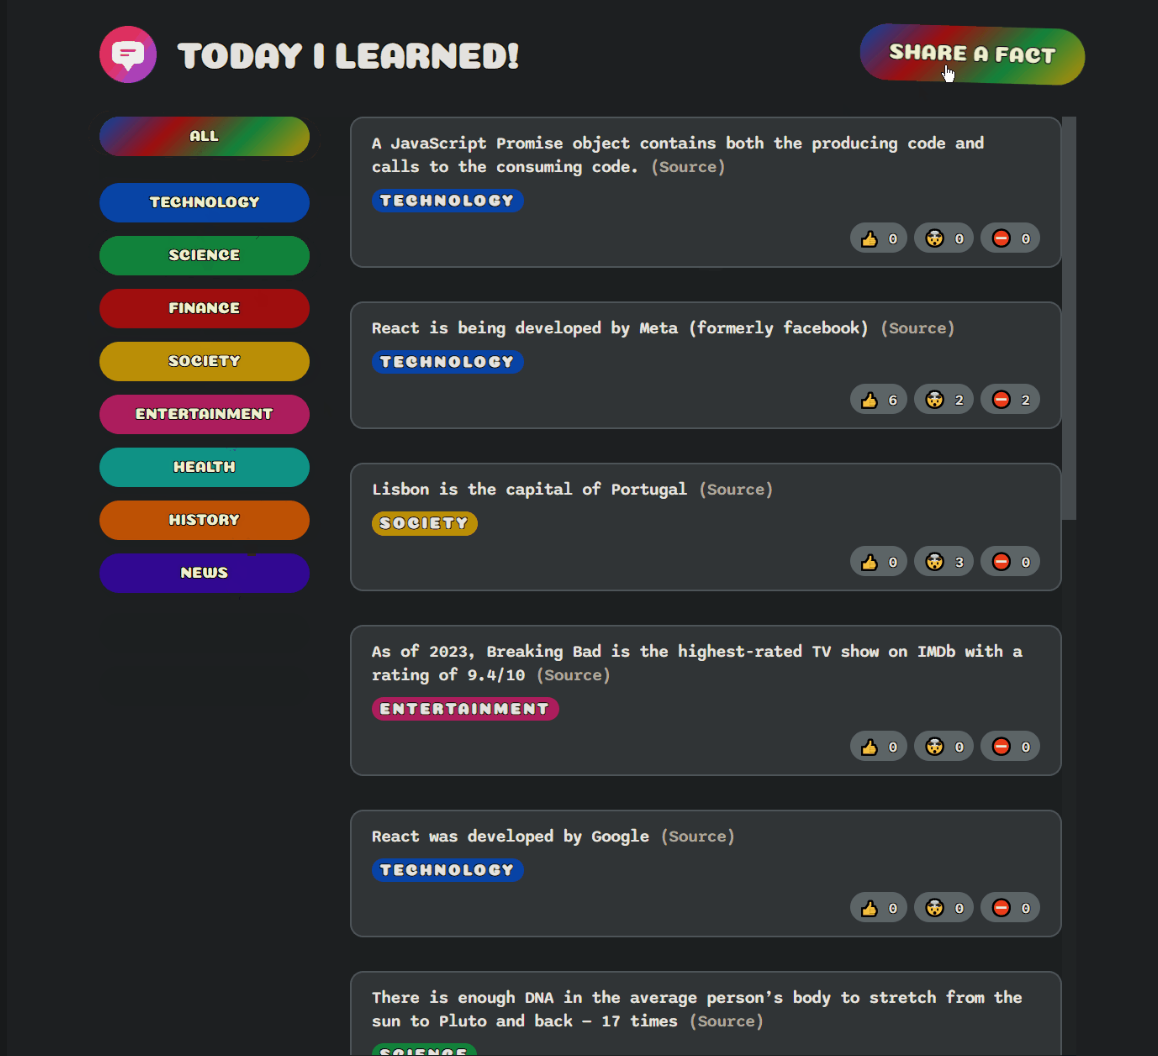 TODAY I LEARNED!
SHARE A FACT
ALL
TECHNOLOGY
SCIENCE
FINANCE
SOCIETY
ENTERTAINMENT
HEALTH
HISTORY
NEWS
A JavaScript Promise object contains both the producing code and
calls to the consuming code. (Source)
TECHNOLOGY
👍 0 🤯 0 ⛔ 0
React is being developed by Meta (formerly facebook) (Source)
TECHNOLOGY
👍 6 🤯 2 ⛔ 2
Lisbon is the capital of Portugal (Source)
SOCIETY
👍 0 🤯 3 ⛔ 0
As of 2023, Breaking Bad is the highest-rated TV show on IMDb with a
rating of 9.4/10 (Source)
ENTERTAINMENT
👍 0 🤯 0 ⛔ 0
React was developed by Google (Source)
TECHNOLOGY
👍 0 🤯 0 ⛔ 0
There is enough DNA in the average person's body to stretch from the
sun to Pluto and back — 17 times (Source)
SCIENCE